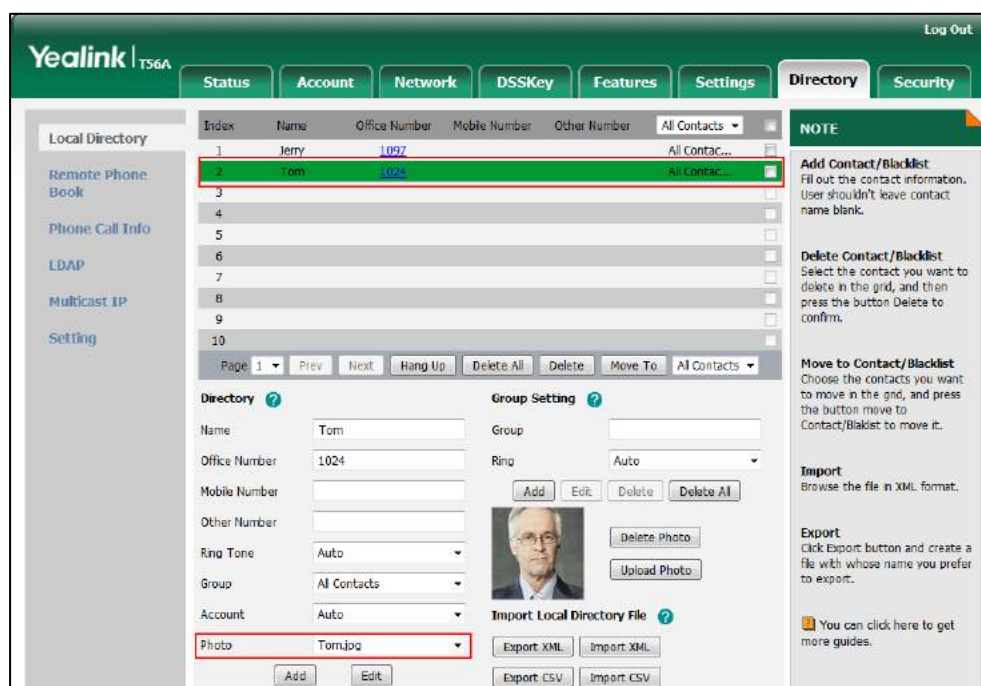 Log Out
Yealink | T56A
Status Account Network DSSKey Features Settings Directory Security
Local Directory
Remote Phone
Book
Phone Call Info
LDAP
Multicast IP
Setting
Index Name Office Number Mobile Number Other Number All Contacts
1 Jerry 1097 All Contac...
2 Tom 1024 All Contac...
3
4
5
6
7
8
9
10
Page 1 Prev Next Hang Up Delete All Delete Move To All Contacts
Directory ?
Name Tom
Office Number 1024
Mobile Number
Other Number
Ring Tone Auto
Group All Contacts
Account Auto
Photo Tom.jpg
Add Edit
Group Setting ?
Group
Ring Auto
Add Edit Delete Delete All
Delete Photo
Upload Photo
Import Local Directory File ?
Export XML Import XML
Export CSV Import CSV
NOTE
Add Contact/Blacklist
Fill out the contact information.
User shouldn't leave contact
name blank.
Delete Contact/Blacklist
Select the contact you want to
delete in the grid, and then
press the button Delete to
confirm.
Move to Contact/Blacklist
Choose the contacts you want
to move in the grid, and press
the button move to
Contact/Blaklist to move it.
Import
Browse the file in XML format.
Export
Click Export button and create a
file with whose name you prefer
to export.
You can click here to get
more guides.